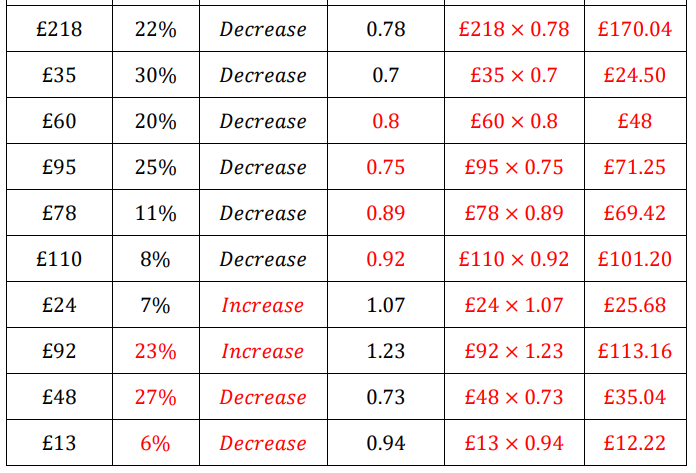 £218 22% Decrease 0.78 £218 × 0.78 £170.04
£35 30% Decrease 0.7 £35 × 0.7 £24.50
£60 20% Decrease 0.8 £60 × 0.8 £48
£95 25% Decrease 0.75 £95 × 0.75 £71.25
£78 11% Decrease 0.89 £78 × 0.89 £69.42
£110 8% Decrease 0.92 £110 × 0.92 £101.20
£24 7% Increase 1.07 £24 × 1.07 £25.68
£92 23% Increase 1.23 £92 × 1.23 £113.16
£48 27% Decrease 0.73 £48 × 0.73 £35.04
£13 6% Decrease 0.94 £13 × 0.94 £12.22